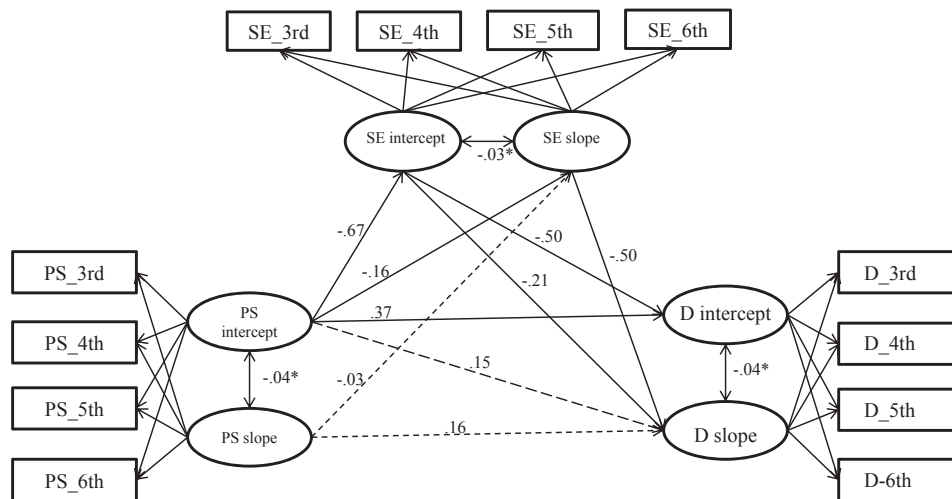 SE_3rd
SE_4th
SE_5th
SE_6th
SE intercept
SE slope
-.03*
-.67
-.50
-.50
-.16
-.21
PS_3rd
D_3rd
PS
intercept
.37
D intercept
PS_4th
D_4th
-.04*
-.03
.15
-.04*
PS_5th
D_5th
PS slope
.16
D slope
PS_6th
D-6th